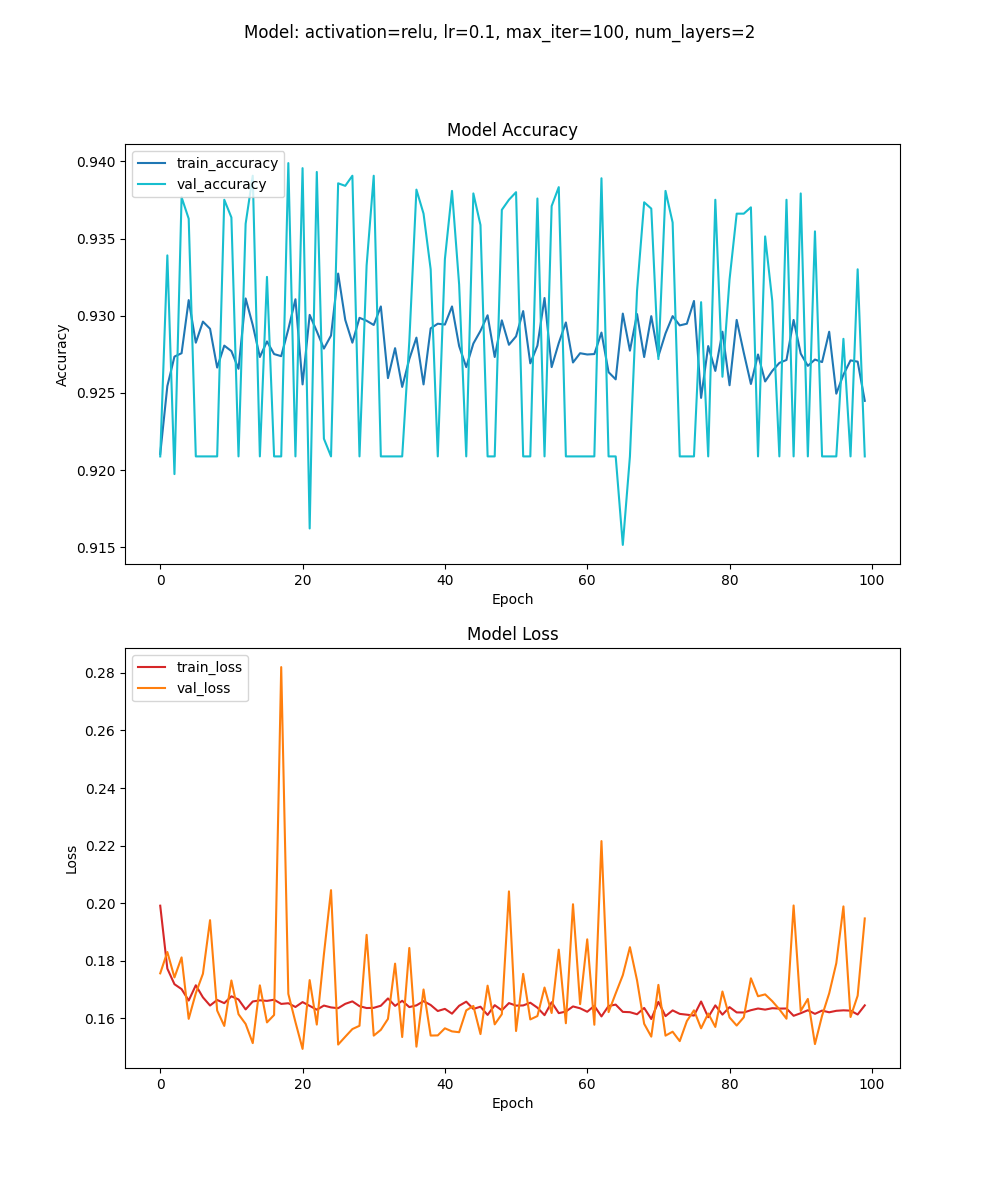 Model: activation=relu, lr=0.1, max_iter=100, num_layers=2
Model Accuracy
train_accuracy
val_accuracy
0.940
0.935
0.930
0.925
0.920
0.915
Accuracy
0 20 40 60 80 100
Epoch
Model Loss
train_loss
val_loss
0.28
0.26
0.24
0.22
0.20
0.18
0.16
Loss
0 20 40 60 80 100
Epoch